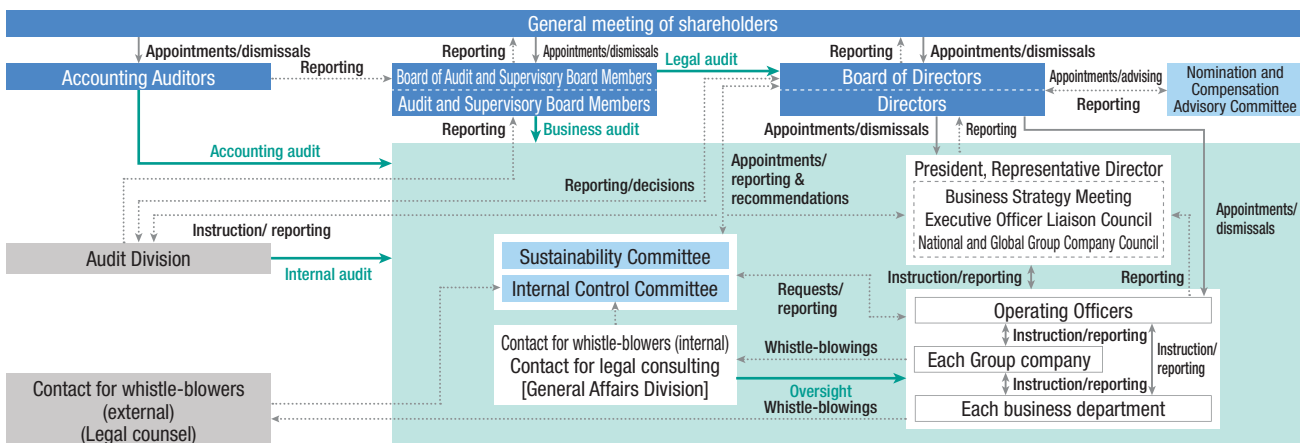 General meeting of shareholders
Appointments/dismissals
Reporting
Appointments/dismissals
Legal audit
Reporting
Appointments/dismissals
Accounting Auditors
Reporting
Board of Audit and Supervisory Board Members
Audit and Supervisory Board Members
Board of Directors
Directors
Appointments/advising
Reporting
Nomination and
Compensation
Advisory Committee
Reporting
Business audit
Appointments/dismissals
Reporting
Accounting audit
Reporting/decisions
Appointments/
reporting &
recommendations
President, Representative Director
Business Strategy Meeting
Executive Officer Liaison Council
National and Global Group Company Council
Appointments/
dismissals
Instruction/ reporting
Audit Division
Internal audit
Sustainability Committee
Internal Control Committee
Requests/
reporting
Instruction/reporting
Reporting
Operating Officers
Instruction/reporting
Each Group company
Instruction/reporting
Instruction/
reporting
Each business department
Contact for whistle-blowers (internal)
Contact for legal consulting
[General Affairs Division]
Whistle-blowings
Oversight
Whistle-blowings
Contact for whistle-blowers
(external)
(Legal counsel)